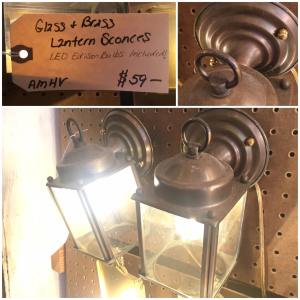 Glass + Brass
Lantern Sconces
LED Edison Bulbs Included!
AMHV
$59—